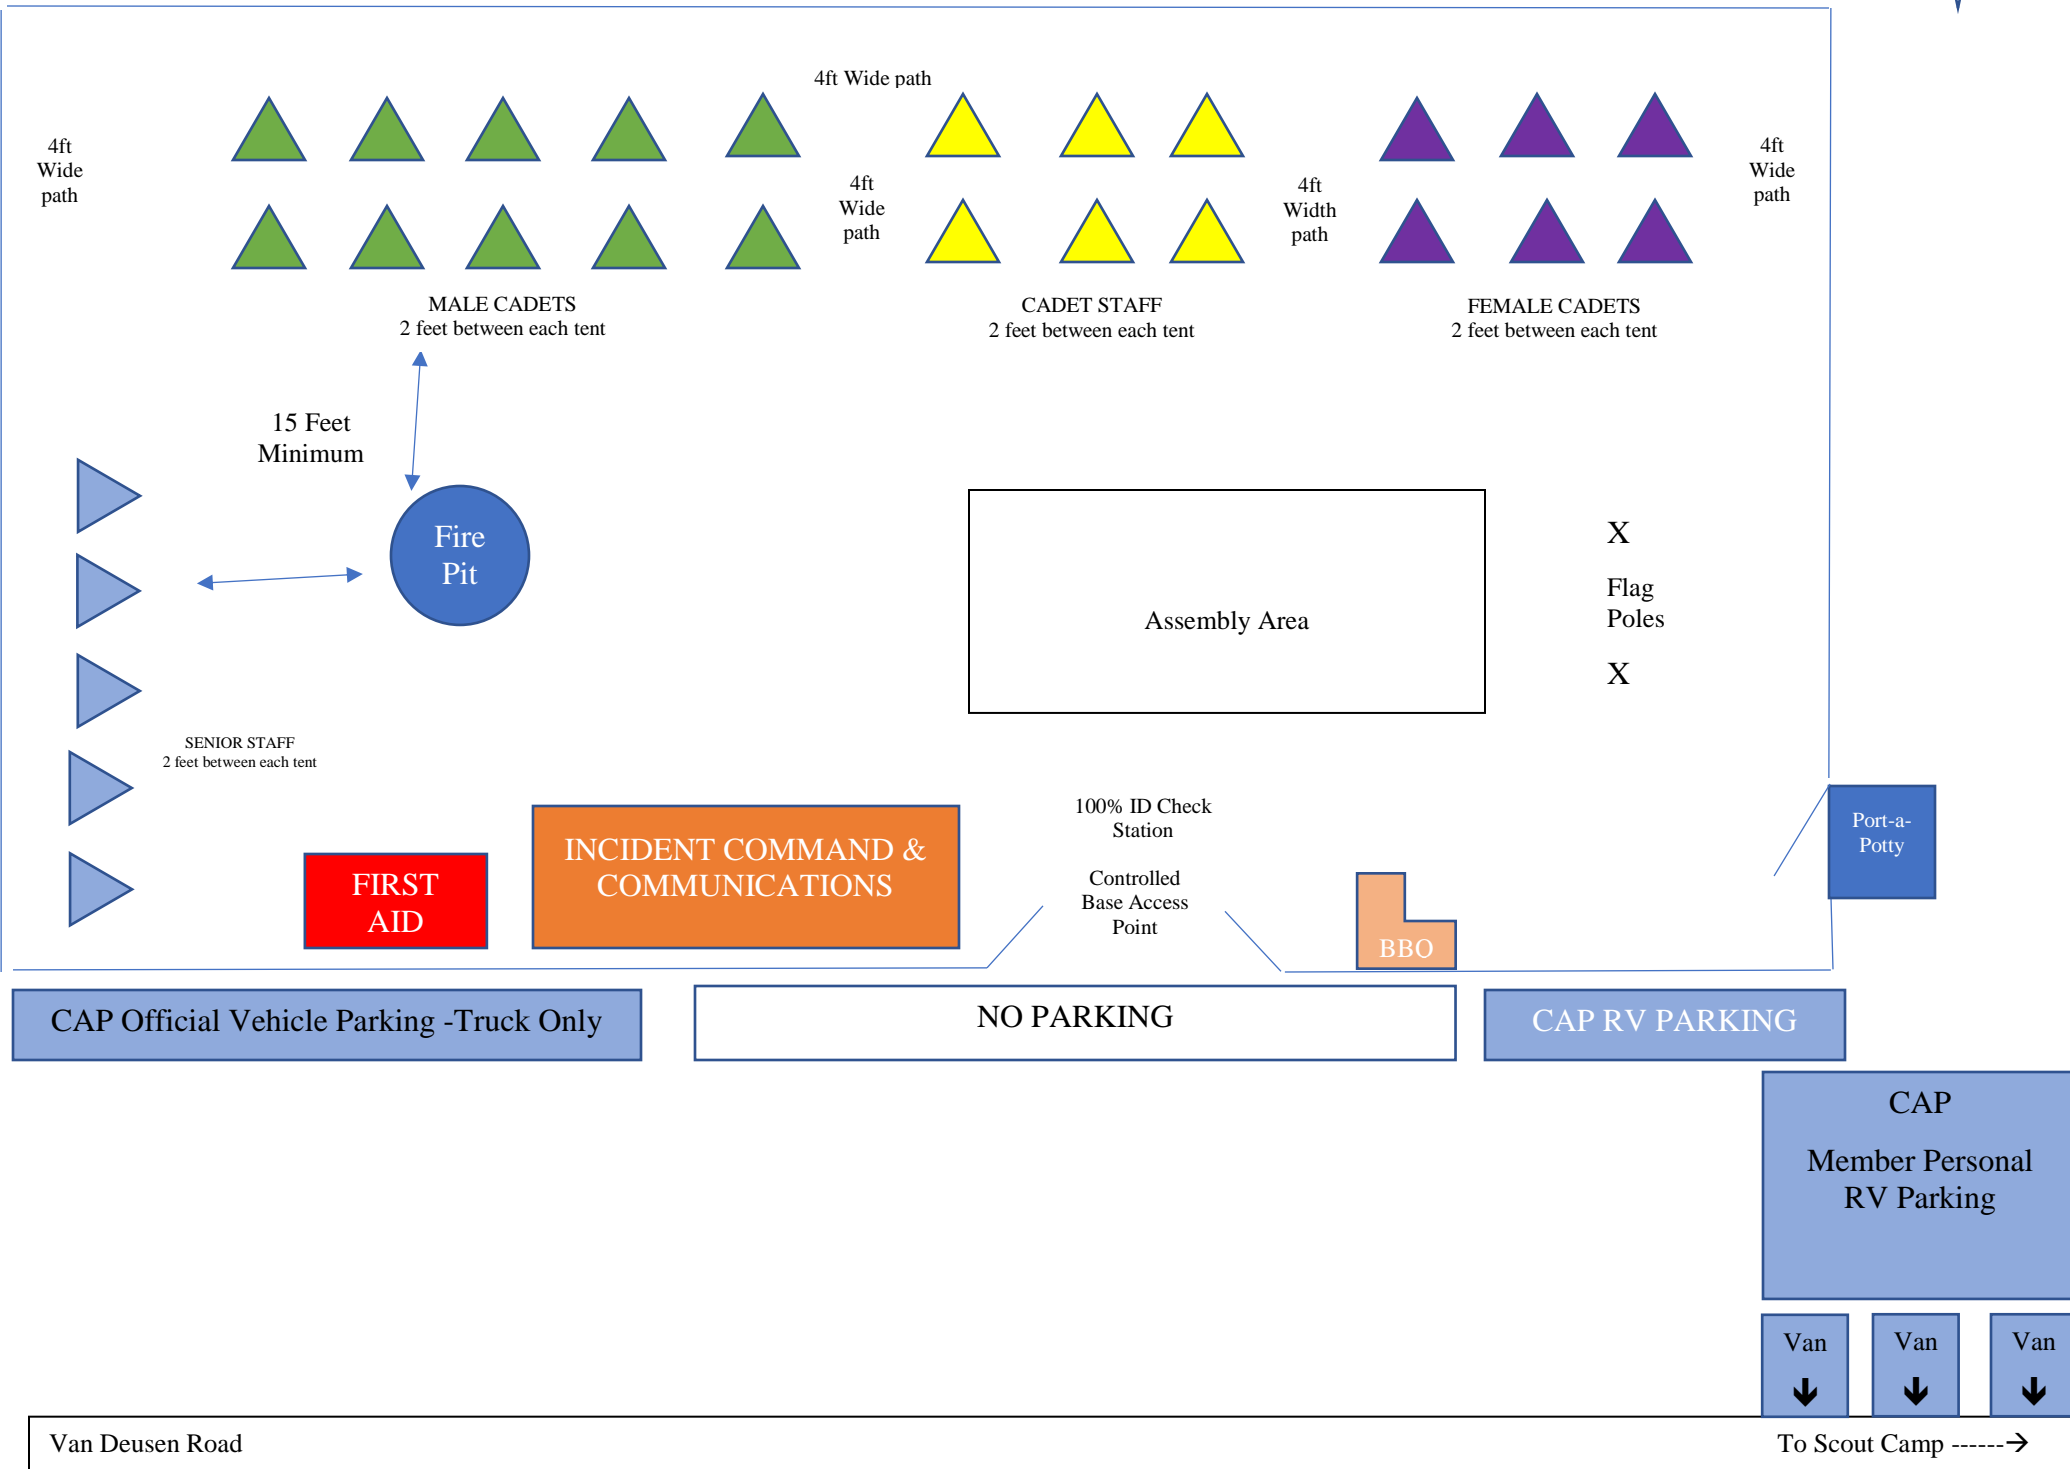 4ft Wide path
4ft
Wide
path
4ft
Wide
path
4ft
Width
path
4ft
Wide
path
MALE CADETS
2 feet between each tent
CADET STAFF
2 feet between each tent
FEMALE CADETS
2 feet between each tent
15 Feet
Minimum
Fire
Pit
Assembly Area
X
Flag
Poles
X
SENIOR STAFF
2 feet between each tent
FIRST
AID
INCIDENT COMMAND &
COMMUNICATIONS
100% ID Check
Station
Controlled
Base Access
Point
BBQ
Port-a-
Potty
CAP Official Vehicle Parking -Truck Only
NO PARKING
CAP RV PARKING
CAP
Member Personal
RV Parking
Van
Van
Van
Van Deusen Road
To Scout Camp ------→